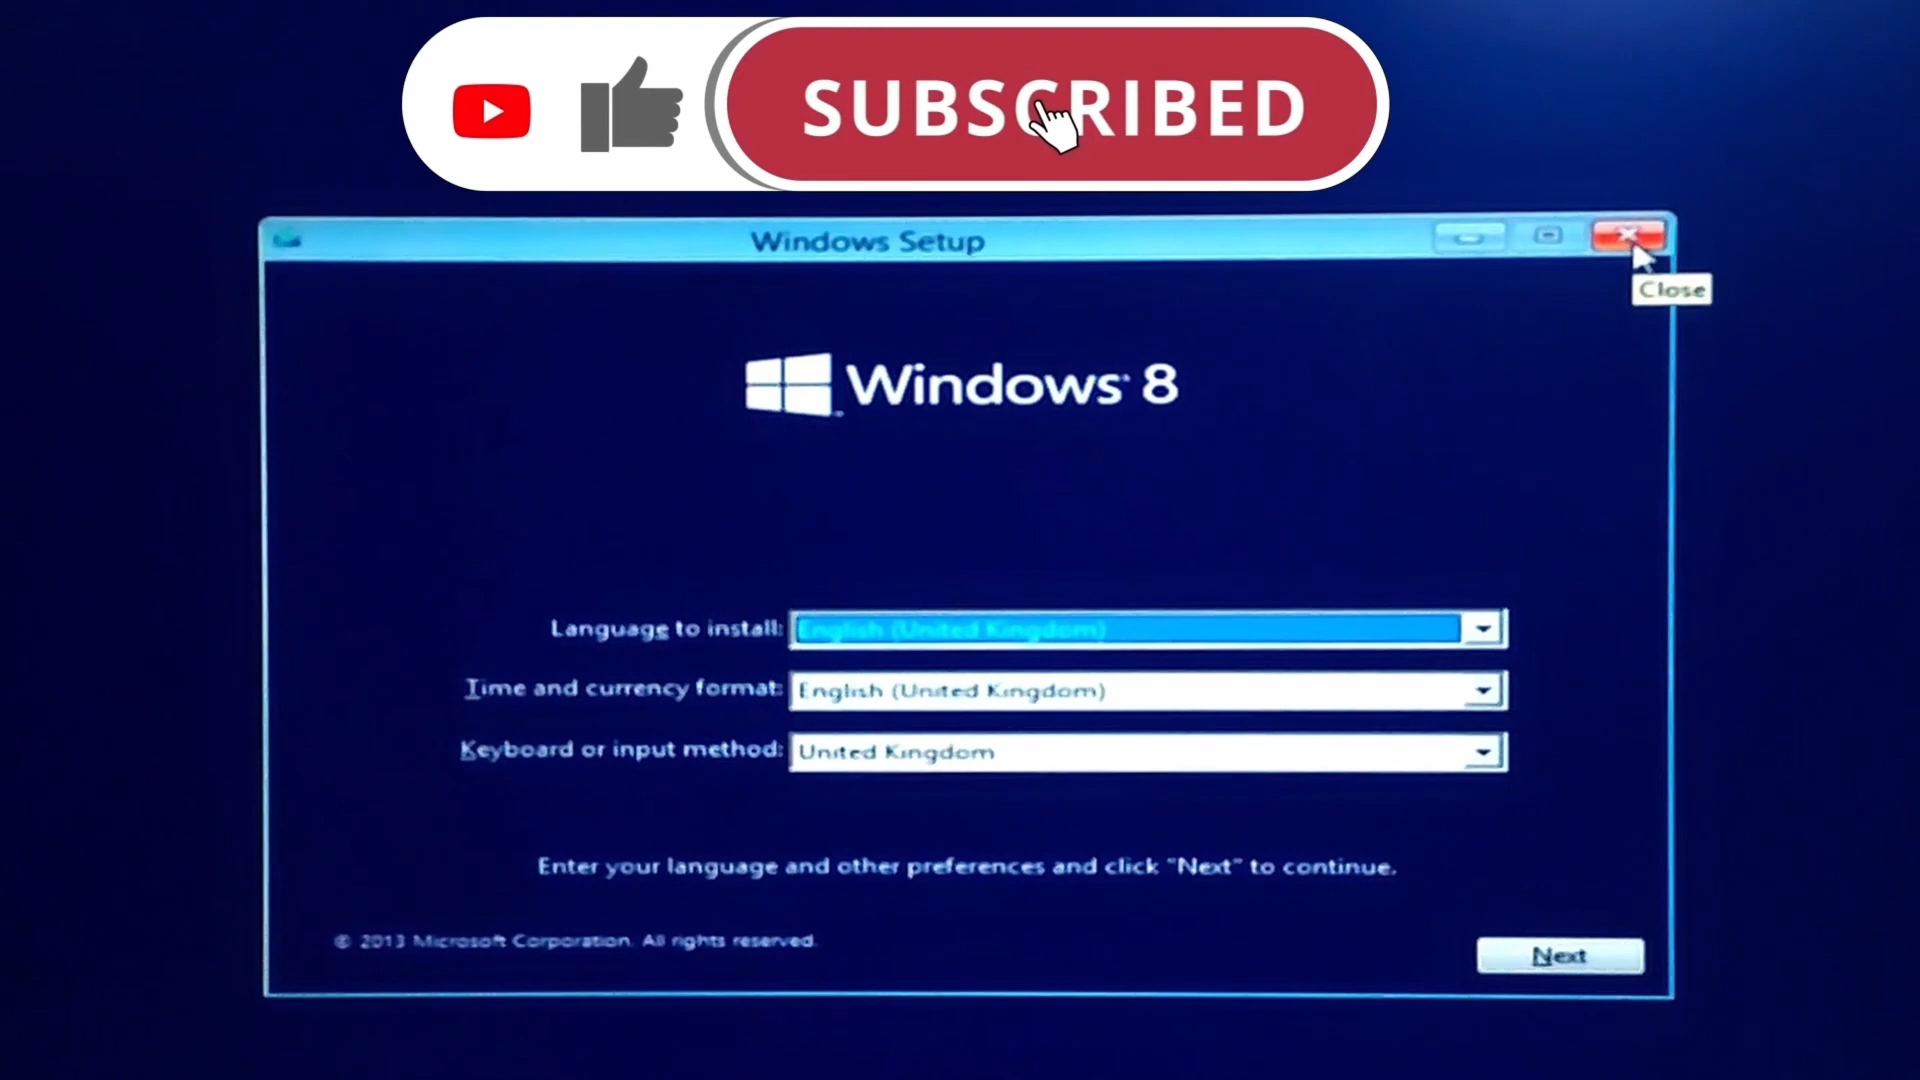 SUBSCRIBED
Windows Setup
Close
Windows 8
Language to install: English (United Kingdom)
Time and currency format: English (United Kingdom)
Keyboard or input method: United Kingdom
Enter your language and other preferences and click "Next" to continue.
© 2013 Microsoft Corporation. All rights reserved.
Next